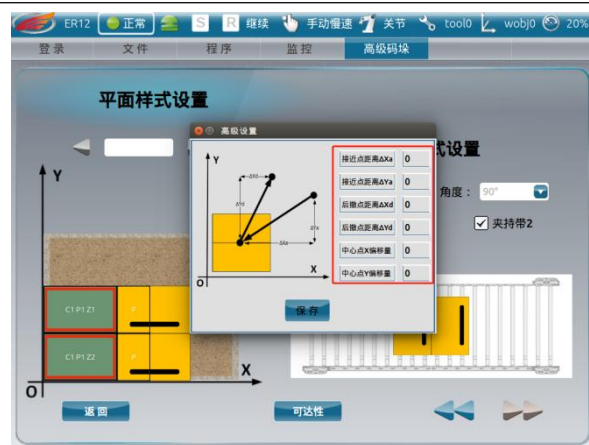 ER12 正常 S R 继续 手动慢速 关节 tool0 wobj0 20%
登录 文件 程序 监控 高级码垛
平面样式设置
高级设置
式设置
Y
Y
ΔXd
ΔYd
ΔYa
ΔXa
X
O
接近点距离ΔXa 0
接近点距离ΔYa 0
后撤点距离ΔXd 0
后撤点距离ΔYd 0
中心点X偏移量 0
中心点Y偏移量 0
保存
角度： 90°
夹持带2
C1 P1 Z1 P
C1 P1 Z2 P
X
O
返回 可达性